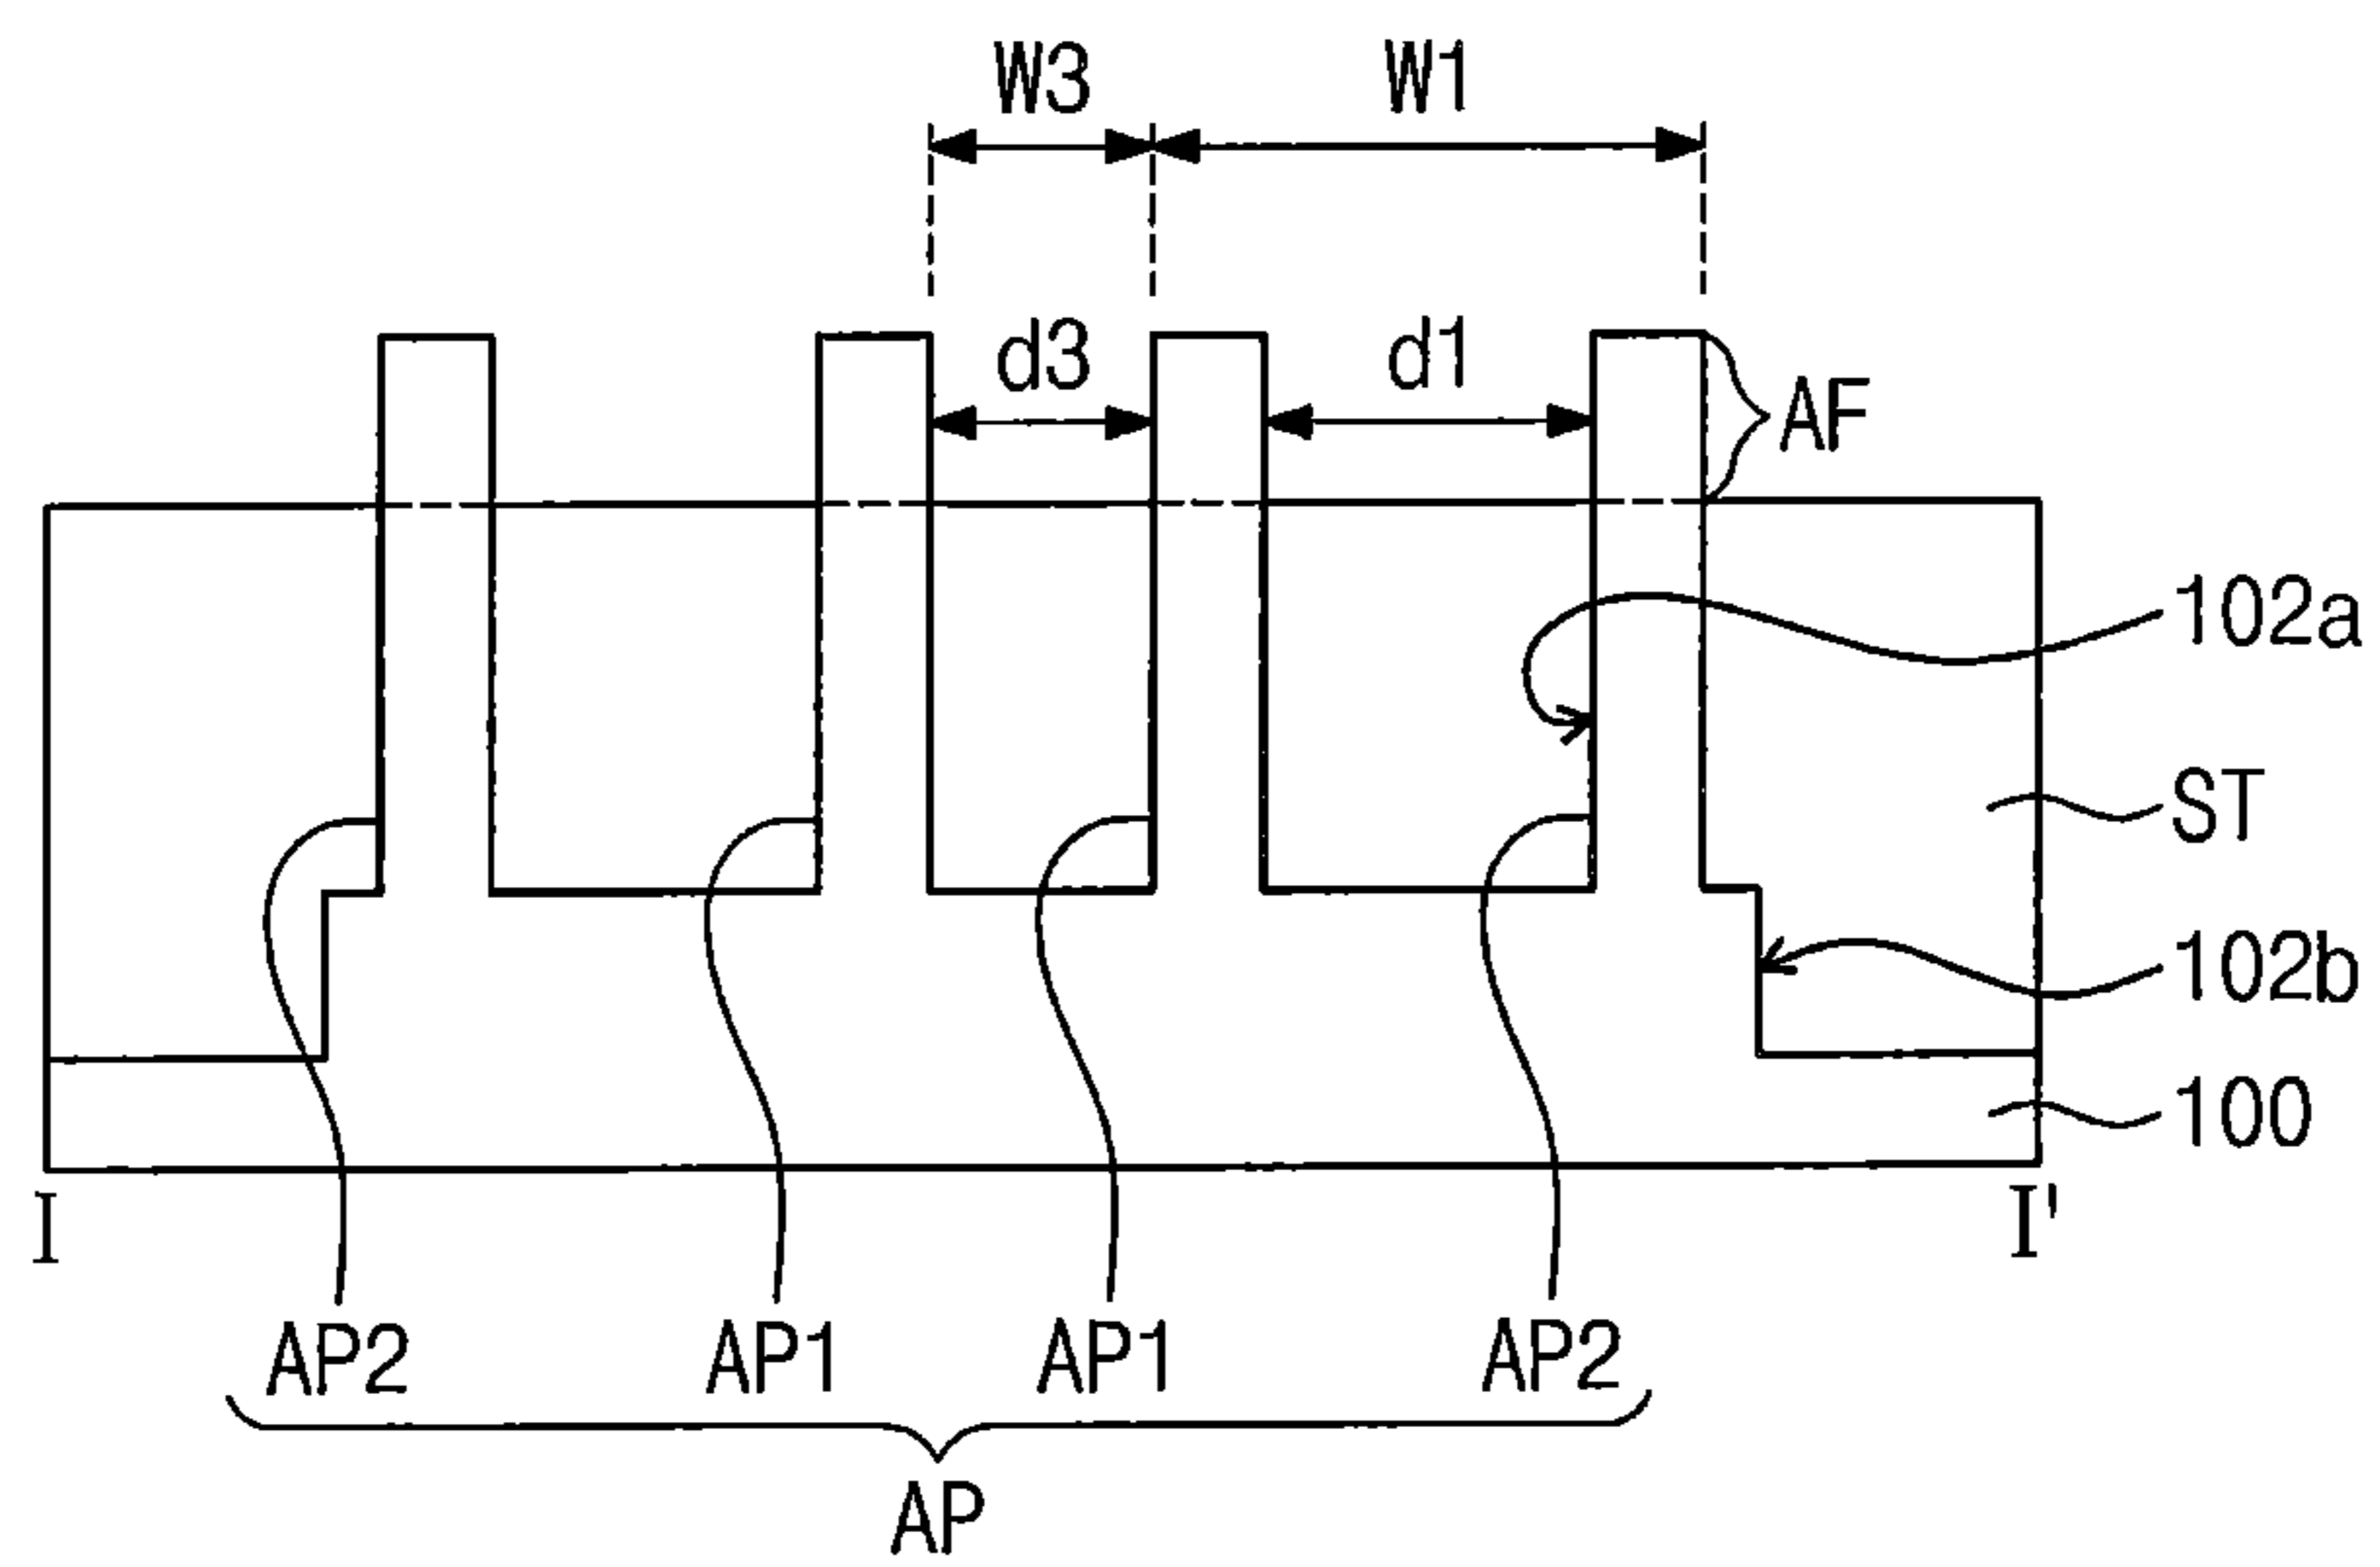 W3 W1
d3 d1
AF
102a
ST
102b
100
I I'
AP2 AP1 AP1 AP2
AP